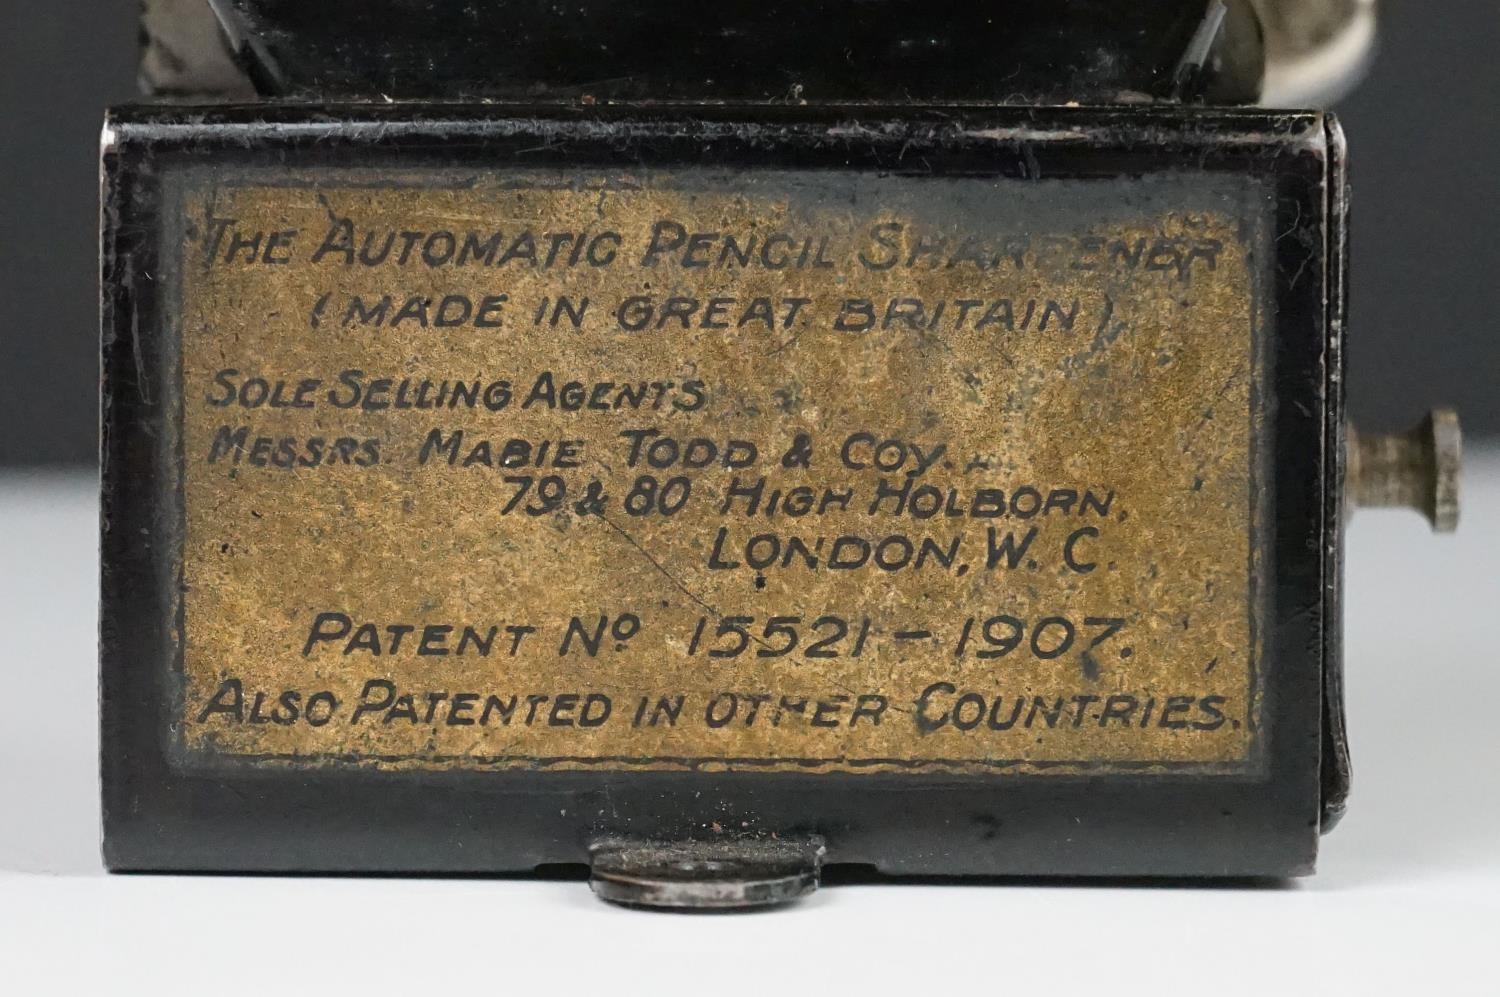 THE AUTOMATIC PENCIL SHARPENER
(MADE IN GREAT BRITAIN)
SOLE SELLING AGENTS
MESSRS. MABIE TODD & COY.
79 & 80 HIGH HOLBORN,
LONDON, W. C.
PATENT Nº 15521-1907.
ALSO PATENTED IN OTHER COUNTRIES.